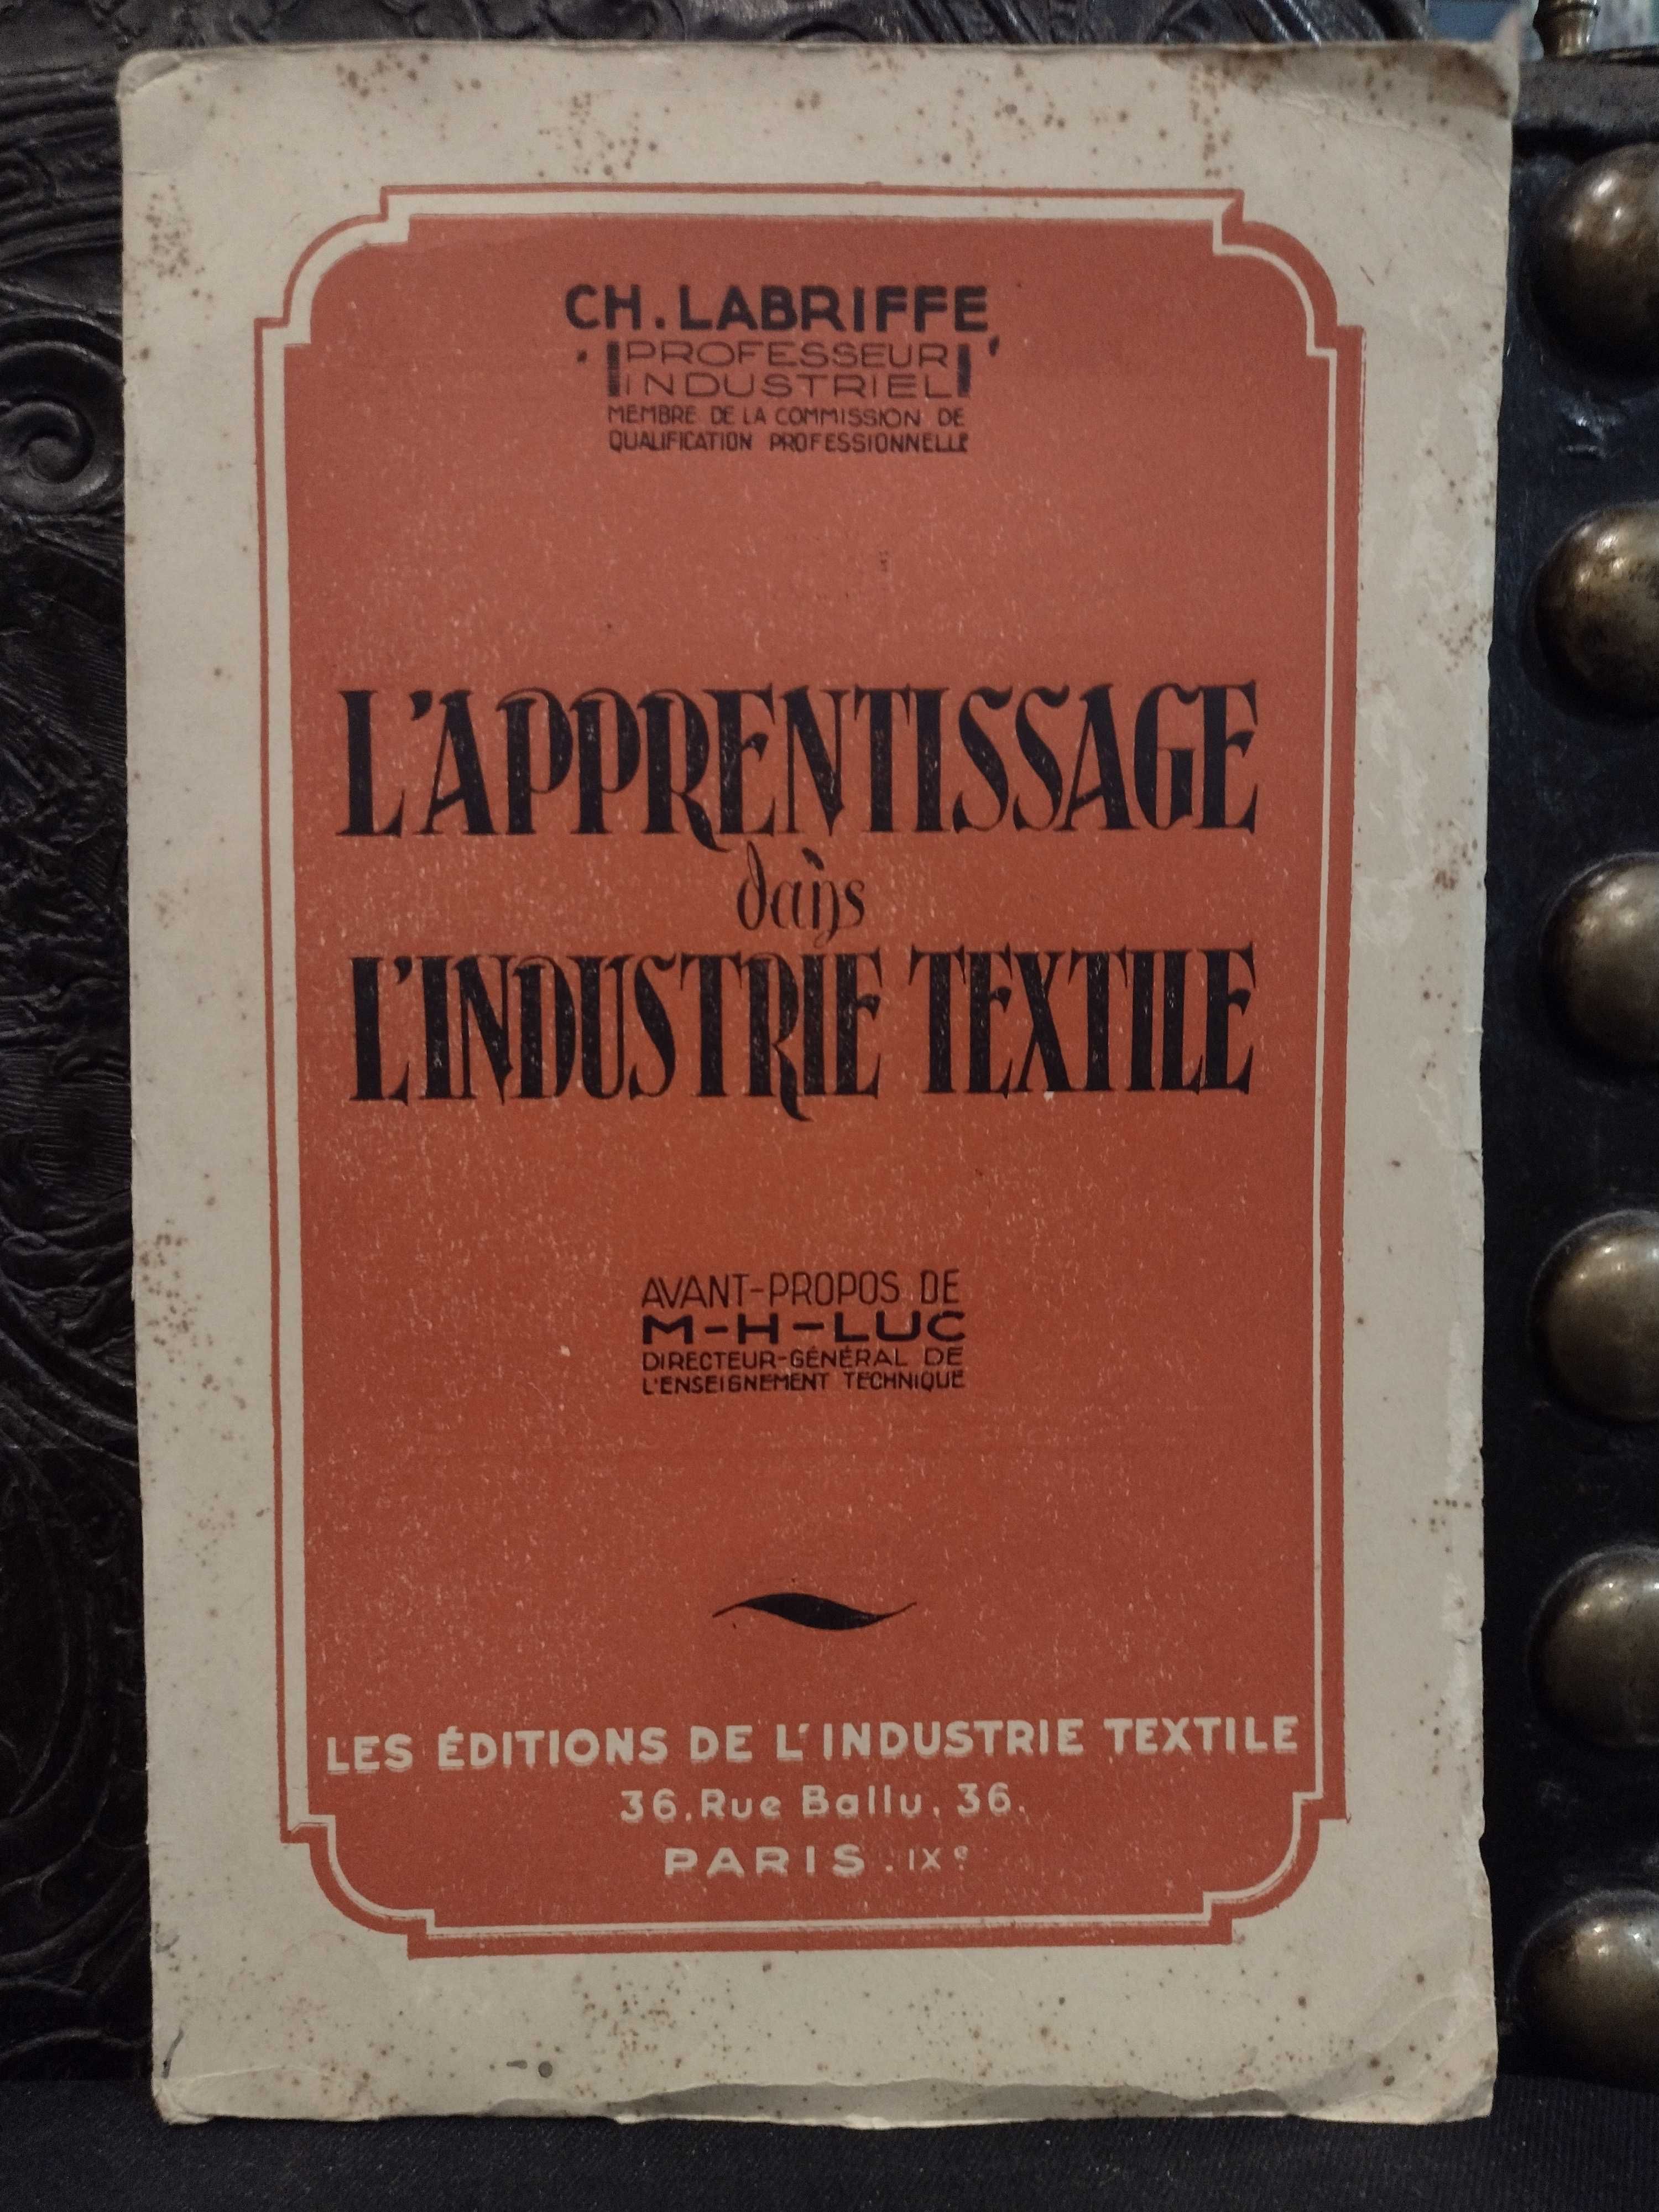 CH. LABRIFFE
PROFESSEUR
INDUSTRIEL
MEMBRE DE LA COMMISSION DE
QUALIFICATION PROFESSIONNELLE
L'APPRENTISSAGE
dans
L'INDUSTRIE TEXTILE
AVANT-PROPOS DE
M-H-LUC
DIRECTEUR-GÉNÉRAL DE
L'ENSEIGNEMENT TECHNIQUE
LES ÉDITIONS DE L'INDUSTRIE TEXTILE
36. Rue Ballu. 36.
PARIS. IXe